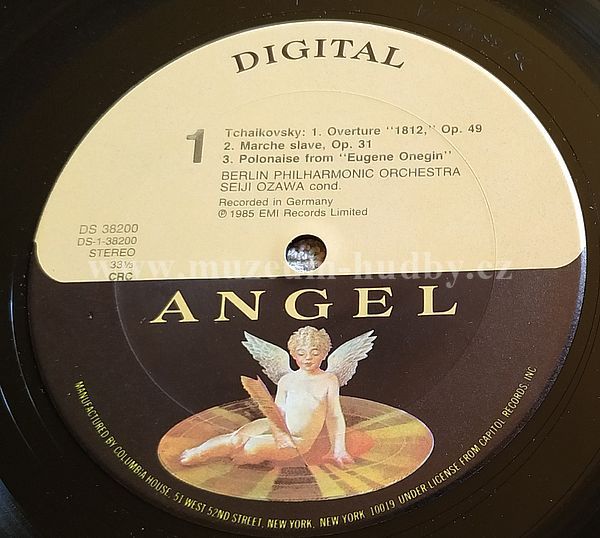 DIGITAL
1
Tchaikovsky: 1. Overture "1812," Op. 49
2. Marche slave, Op. 31
3. Polonaise from "Eugene Onegin"
BERLIN PHILHARMONIC ORCHESTRA
SEIJI OZAWA cond.
Recorded in Germany
℗ 1985 EMI Records Limited
DS 38200
DS-1-38200
STEREO
33⅓
CRC
www.muzeum-hudby.cz
ANGEL
MANUFACTURED BY COLUMBIA HOUSE, 51 WEST 52ND STREET, NEW YORK, NEW YORK 10019 UNDER LICENSE FROM CAPITOL RECORDS, INC